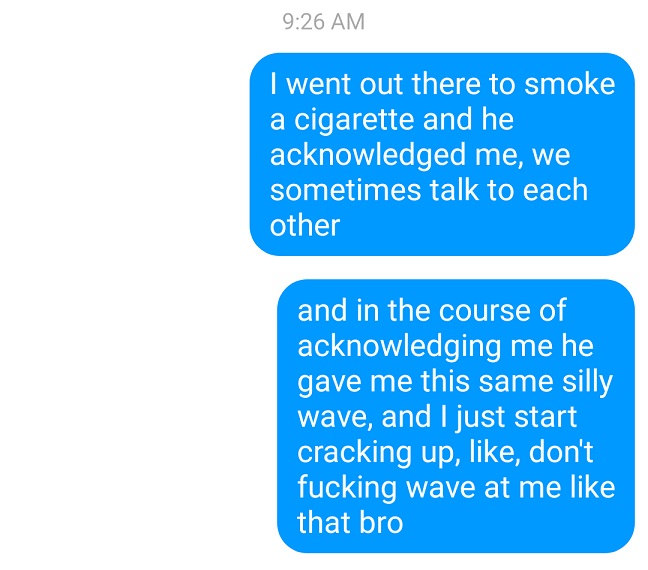 9:26 AM
I went out there to smoke
a cigarette and he
acknowledged me, we
sometimes talk to each
other
and in the course of
acknowledging me he
gave me this same silly
wave, and I just start
cracking up, like, don't
fucking wave at me like
that bro